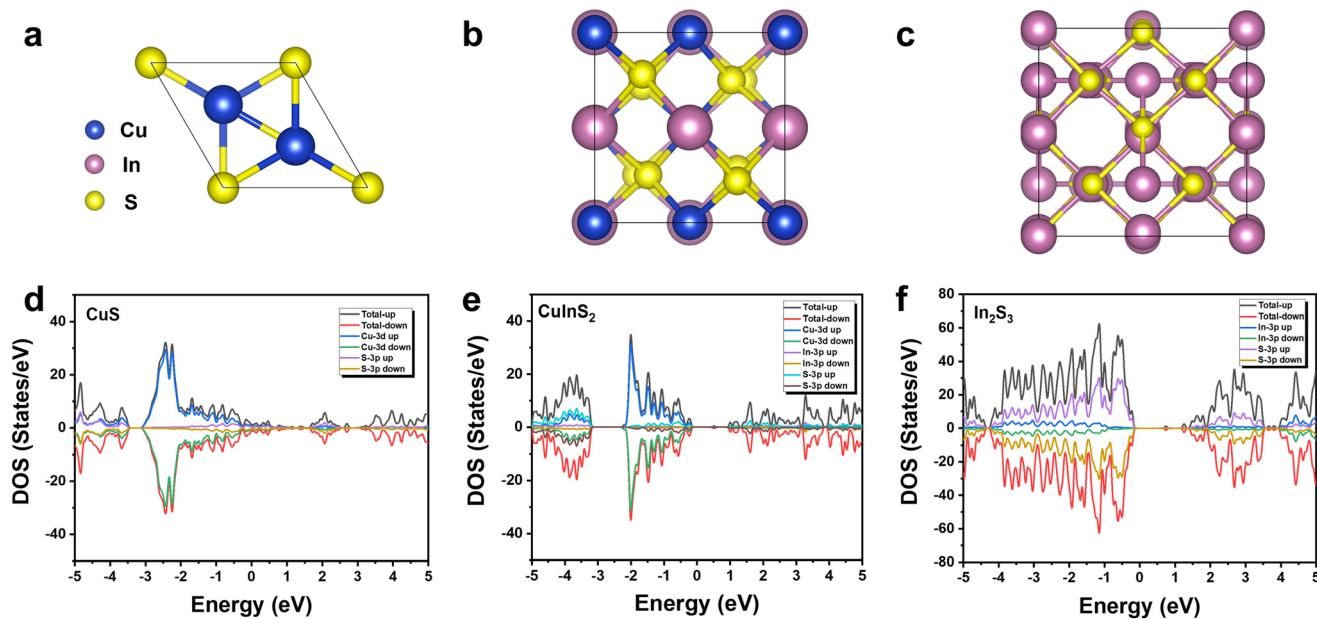 a
b
c
Cu
In
S
d
CuS
Total-up
Total-down
Cu-3d up
Cu-3d down
S-3p up
S-3p down
DOS (States/eV)
40
20
0
-20
-40
-5 -4 -3 -2 -1 0 1 2 3 4 5
Energy (eV)
e
CuInS₂
Total-up
Total-down
Cu-3d up
Cu-3d down
In-3p up
In-3p down
S-3p up
S-3p down
DOS (States/eV)
40
20
0
-20
-40
-5 -4 -3 -2 -1 0 1 2 3 4 5
Energy (eV)
f
In₂S₃
Total-up
Total-down
In-3p up
In-3p down
S-3p up
S-3p down
DOS (States/eV)
80
60
40
20
0
-20
-40
-60
-80
-5 -4 -3 -2 -1 0 1 2 3 4 5
Energy (eV)